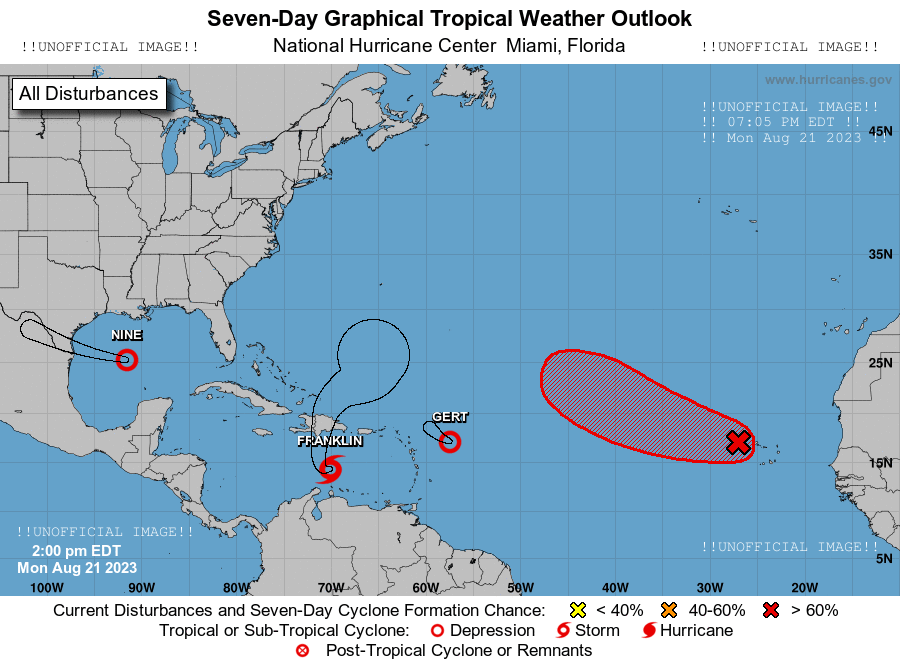 Seven-Day Graphical Tropical Weather Outlook
!!UNOFFICIAL IMAGE!! National Hurricane Center Miami, Florida !!UNOFFICIAL IMAGE!!
All Disturbances
www.hurricanes.gov
!!UNOFFICIAL IMAGE!!
!! 07:05 PM EDT !!
45N
!! Mon Aug 21 2023 !!
35N
NINE
25N
GERT
FRANKLIN
15N
!!UNOFFICIAL IMAGE!!
!!UNOFFICIAL IMAGE!!
2:00 pm EDT
5N
Mon Aug 21 2023
100W 90W 80W 70W 60W 50W 40W 30W 20W
Current Disturbances and Seven-Day Cyclone Formation Chance: < 40% 40-60% > 60%
Tropical or Sub-Tropical Cyclone: Depression Storm Hurricane
Post-Tropical Cyclone or Remnants